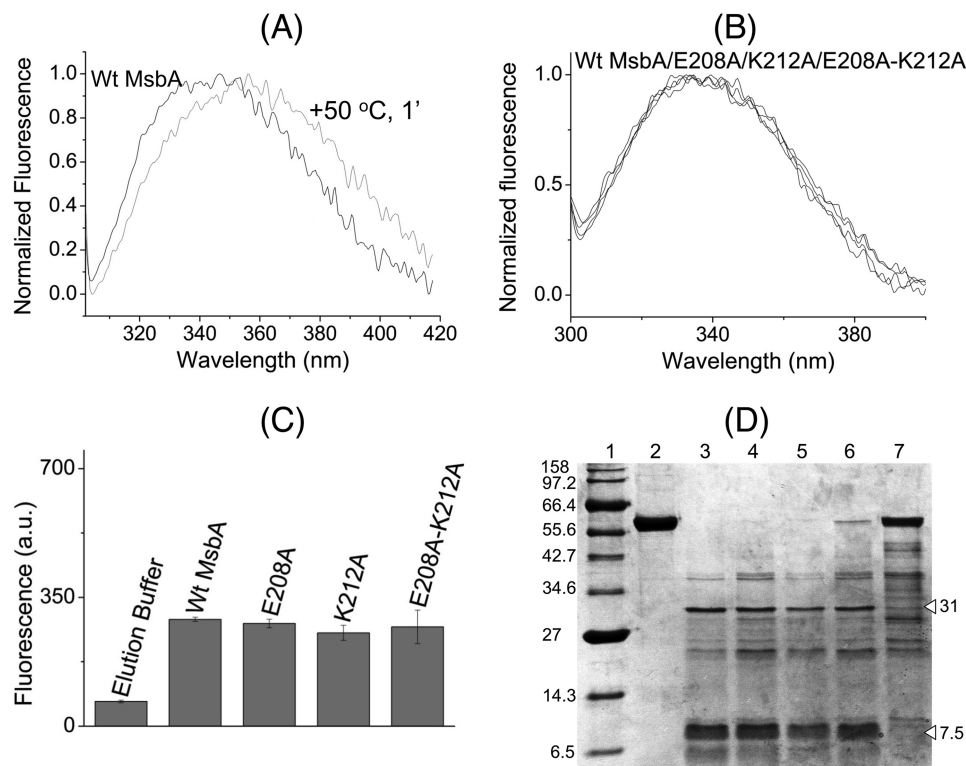 (A)
Wt MsbA
+50 °C, 1'
Normalized Fluorescence
1.0
0.8
0.6
0.4
0.2
0.0
320 340 360 380 400 420
Wavelength (nm)
(B)
Wt MsbA/E208A/K212A/E208A-K212A
Normalized fluorescence
1.0
0.5
0.0
300 340 380
Wavelength (nm)
(C)
Fluorescence (a.u.)
700
350
0
Elution Buffer
Wt MsbA
E208A
K212A
E208A-K212A
(D)
1 2 3 4 5 6 7
158
97.2
66.4
55.6
42.7
34.6
27
14.3
6.5
31
7.5